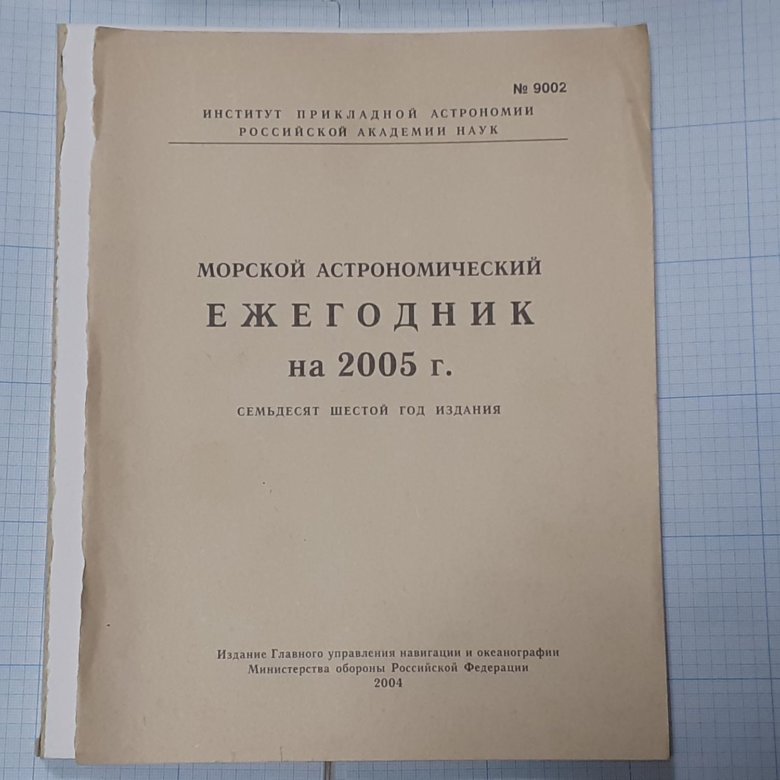 № 9002
ИНСТИТУТ ПРИКЛАДНОЙ АСТРОНОМИИ
РОССИЙСКОЙ АКАДЕМИИ НАУК
МОРСКОЙ АСТРОНОМИЧЕСКИЙ
ЕЖЕГОДНИК
на 2005 г.
СЕМЬДЕСЯТ ШЕСТОЙ ГОД ИЗДАНИЯ
Издание Главного управления навигации и океанографии
Министерства обороны Российской Федерации
2004